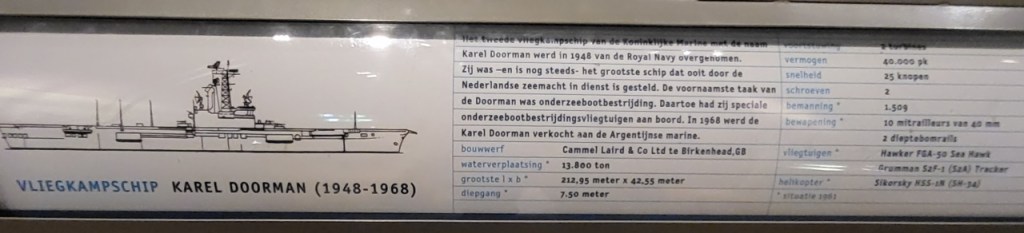 Het tweede vliegkampschip van de Koninklijke Marine met de naam
Karel Doorman werd in 1948 van de Royal Navy overgenomen.
Zij was –en is nog steeds- het grootste schip dat ooit door de
Nederlandse zeemacht in dienst is gesteld. De voornaamste taak van
de Doorman was onderzeebootbestrijding. Daartoe had zij speciale
onderzeebootbestrijdingsvliegtuigen aan boord. In 1968 werd de
Karel Doorman verkocht aan de Argentijnse marine.
bouwwerf Cammel Laird & Co Ltd te Birkenhead,GB
waterverplaatsing * 13.800 ton
grootste l x b * 212,95 meter x 42,55 meter
diepgang * 7.50 meter
voortstuwing 2 turbines
vermogen 40.000 pk
snelheid 25 knopen
schroeven 2
bemanning * 1.509
bewapening * 10 mitrailleurs van 40 mm
2 dieptebomrails
vliegtuigen * Hawker FGA-50 Sea Hawk
Grumman S2F-1 (S2A) Tracker
helikopter * Sikorsky HSS-1N (SH-34)
* situatie 1961
VLIEGKAMPSCHIP KAREL DOORMAN (1948-1968)